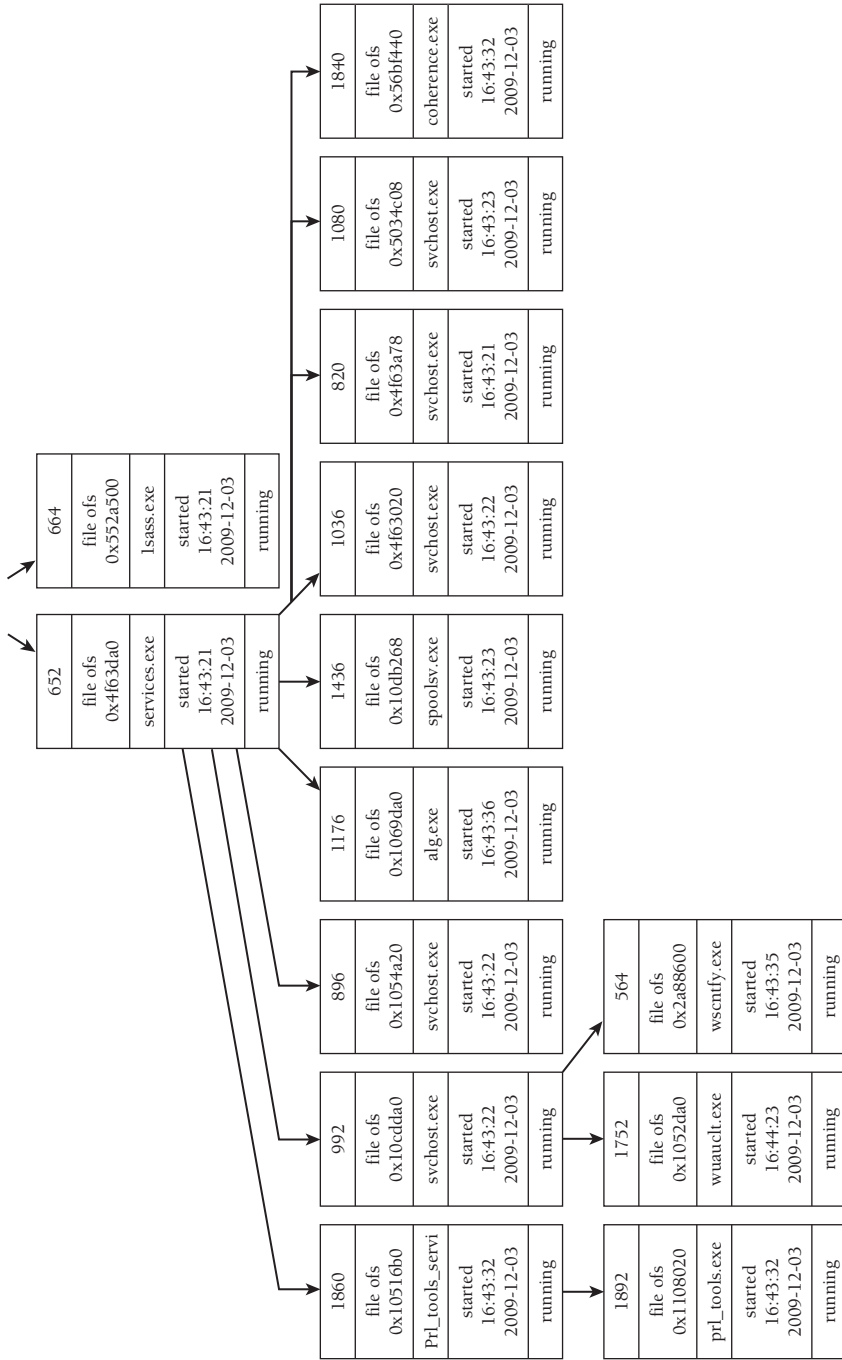 652
file ofs
0x4f63da0
services.exe
started
16:43:21
2009-12-03
running
664
file ofs
0x552a500
1sass.exe
started
16:43:21
2009-12-03
running
1860
file ofs
0x10516b0
Prl_tools_servi
started
16:43:32
2009-12-03
running
992
file ofs
0x10cdda0
svchost.exe
started
16:43:22
2009-12-03
running
896
file ofs
0x1054a20
svchost.exe
started
16:43:22
2009-12-03
running
1176
file ofs
0x1069da0
alg.exe
started
16:43:36
2009-12-03
running
1436
file ofs
0x10db268
spoolsv.exe
started
16:43:23
2009-12-03
running
1036
file ofs
0x4f63020
svchost.exe
started
16:43:22
2009-12-03
running
820
file ofs
0x4f63a78
svchost.exe
started
16:43:21
2009-12-03
running
1080
file ofs
0x5034c08
svchost.exe
started
16:43:23
2009-12-03
running
1840
file ofs
0x56bf440
coherence.exe
started
16:43:32
2009-12-03
running
1892
file ofs
0x1108020
prl_tools.exe
started
16:43:32
2009-12-03
running
1752
file ofs
0x1052da0
wuauclt.exe
started
16:44:23
2009-12-03
running
564
file ofs
0x2a88600
wscntfy.exe
started
16:43:35
2009-12-03
running